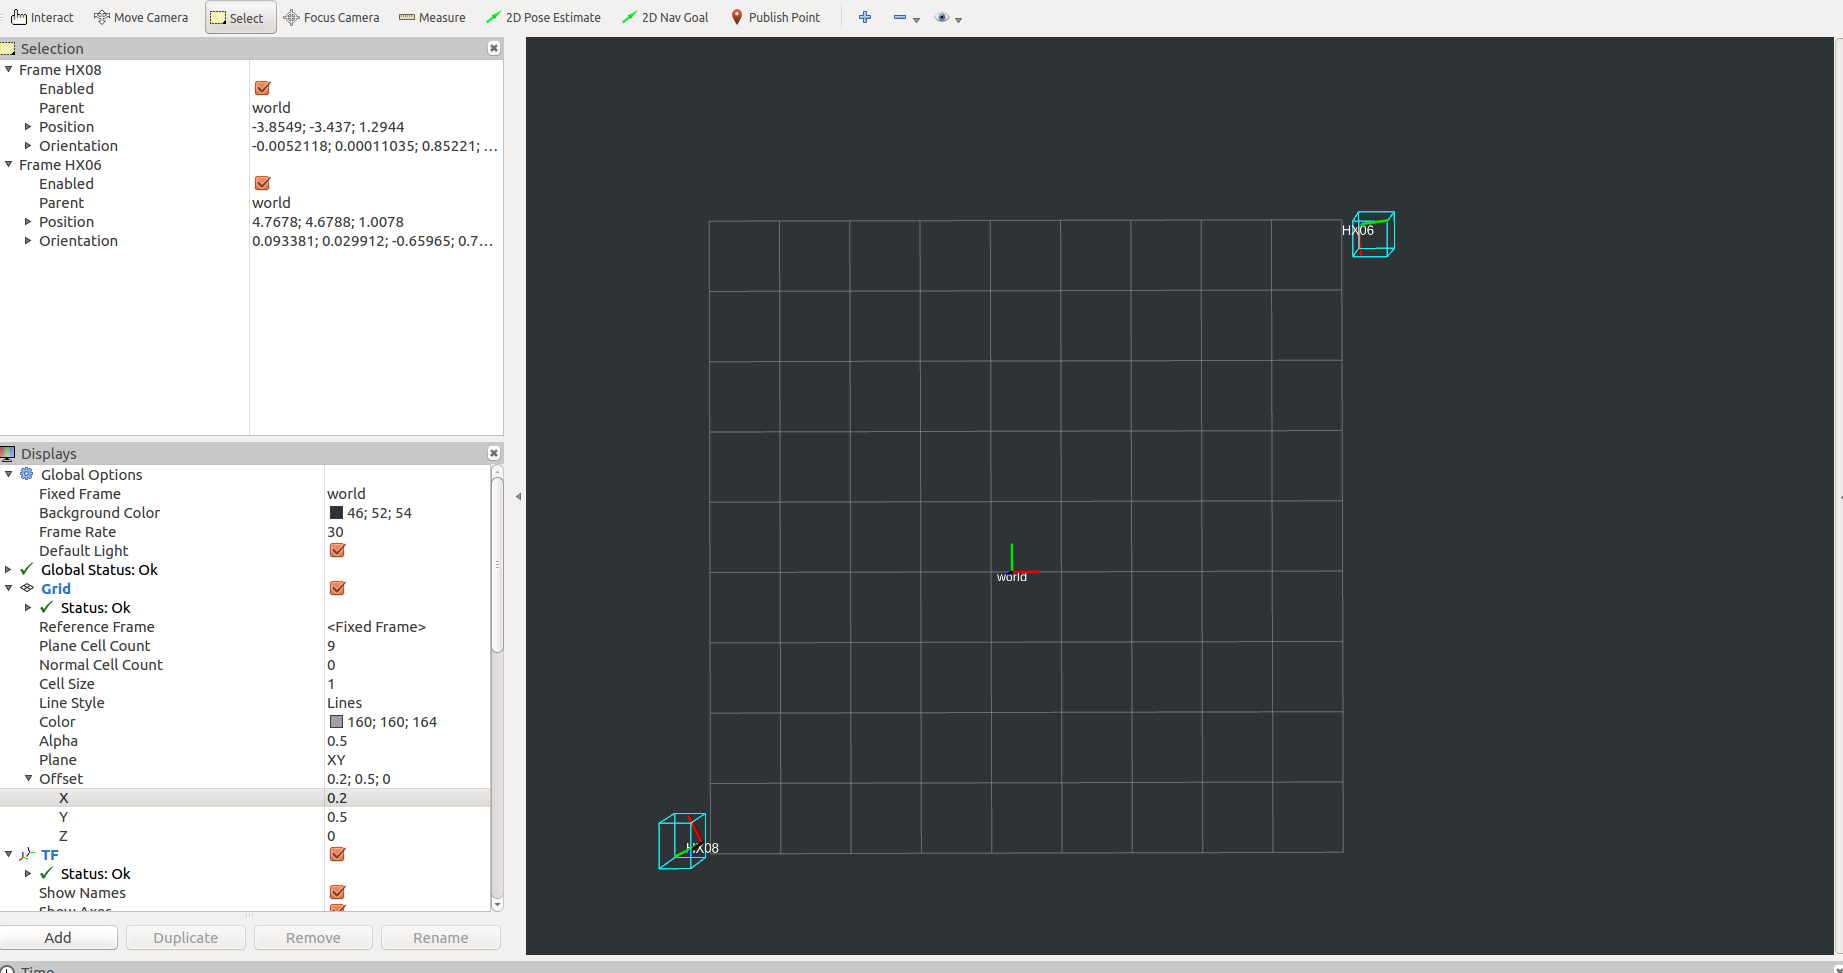 Interact Move Camera Select Focus Camera Measure 2D Pose Estimate 2D Nav Goal Publish Point
Selection
Frame HX08
Enabled
Parent world
Position -3.8549; -3.437; 1.2944
Orientation -0.0052118; 0.00011035; 0.85221; ...
Frame HX06
Enabled
Parent world
Position 4.7678; 4.6788; 1.0078
Orientation 0.093381; 0.029912; -0.65965; 0.7...
Displays
Global Options
Fixed Frame world
Background Color 46; 52; 54
Frame Rate 30
Default Light
Global Status: Ok
Grid
Status: Ok
Reference Frame <Fixed Frame>
Plane Cell Count 9
Normal Cell Count 0
Cell Size 1
Line Style Lines
Color 160; 160; 164
Alpha 0.5
Plane XY
Offset 0.2; 0.5; 0
X 0.2
Y 0.5
Z 0
TF
Status: Ok
Show Names
Show Axes
Add Duplicate Remove Rename
Time
HX06
world
HX08